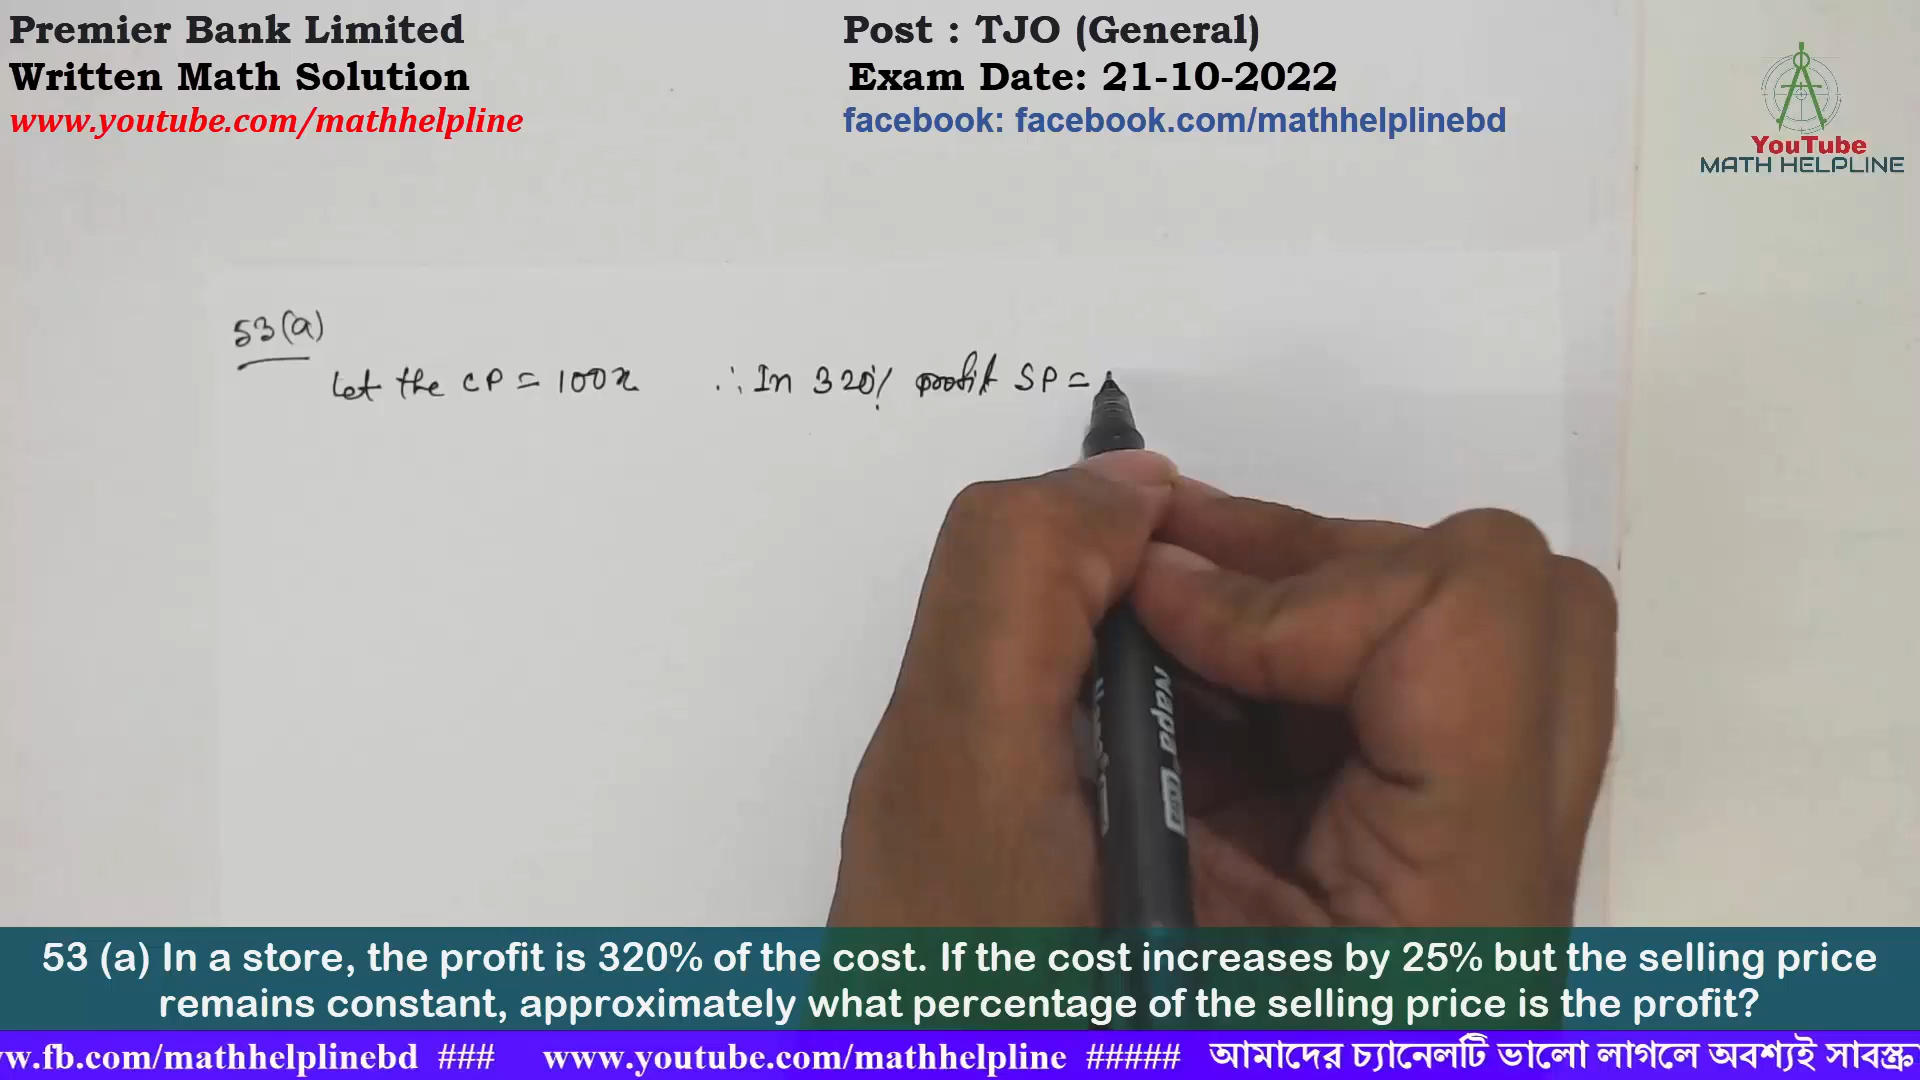 Premier Bank Limited
Written Math Solution
www.youtube.com/mathhelpline
Post : TJO (General)
Exam Date: 21-10-2022
facebook: facebook.com/mathhelplinebd
YouTube
MATH HELPLINE
53(a)
Let the CP = 100x ∴ In 320% profit SP =
Napa
53 (a) In a store, the profit is 320% of the cost. If the cost increases by 25% but the selling price
remains constant, approximately what percentage of the selling price is the profit?
w.fb.com/mathhelplinebd ### www.youtube.com/mathhelpline ##### আমাদের চ্যানেলটি ভালো লাগলে অবশ্যই সাবস্ক্রা